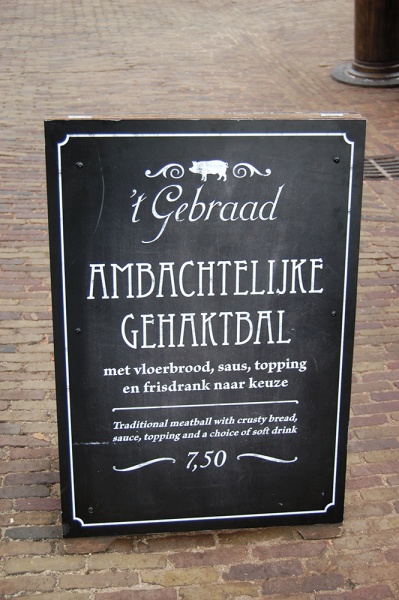 't Gebraad
AMBACHTELIJKE
GEHAKTBAL
met vloerbrood, saus, topping
en frisdrank naar keuze
Traditional meatball with crusty bread,
sauce, topping and a choice of soft drink
7,50